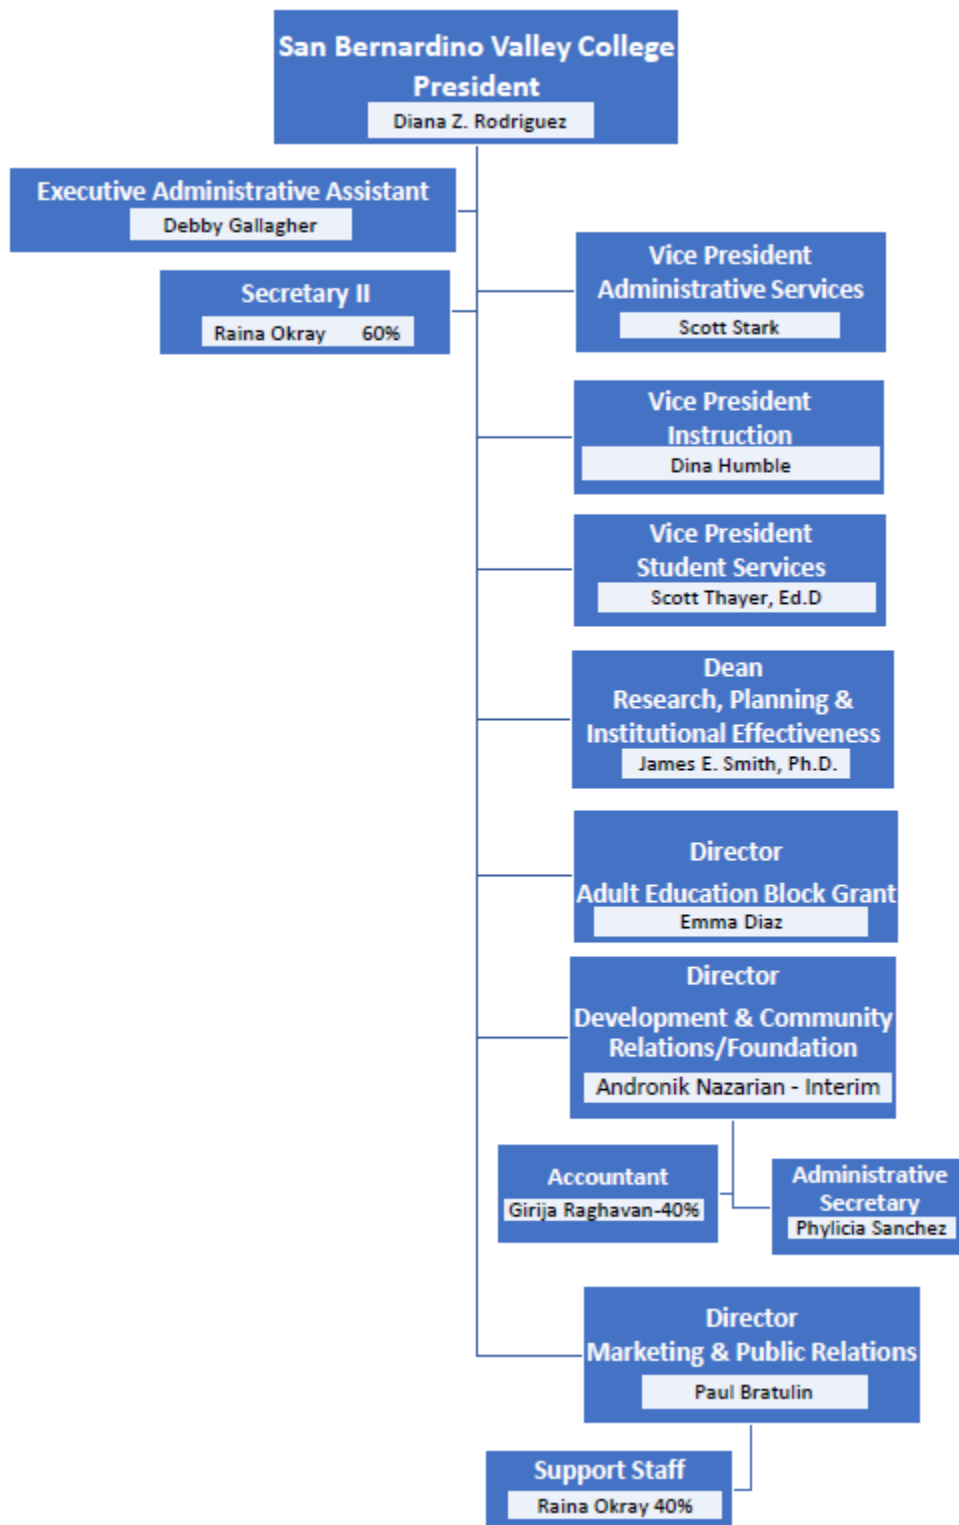 San Bernardino Valley College
President
Diana Z. Rodriguez
Executive Administrative Assistant
Debby Gallagher
Secretary II
Raina Okray 60%
Vice President
Administrative Services
Scott Stark
Vice President
Instruction
Dina Humble
Vice President
Student Services
Scott Thayer, Ed.D
Dean
Research, Planning &
Institutional Effectiveness
James E. Smith, Ph.D.
Director
Adult Education Block Grant
Emma Diaz
Director
Development & Community
Relations/Foundation
Andronik Nazarian - Interim
Accountant
Girija Raghavan-40%
Administrative
Secretary
Phylicia Sanchez
Director
Marketing & Public Relations
Paul Bratulin
Support Staff
Raina Okray 40%